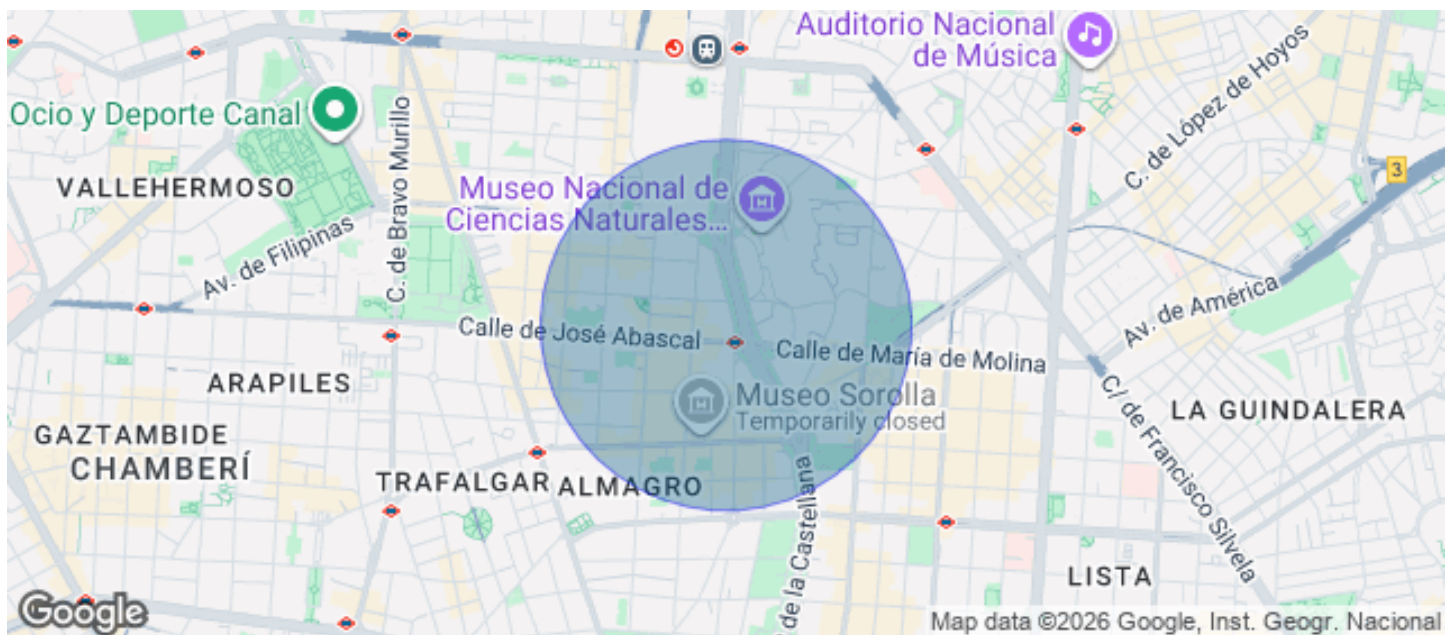 Auditorio Nacional
de Música
C. de López de Hoyos
Ocio y Deporte Canal
C. de Bravo Murillo
3
VALLEHERMOSO
Museo Nacional de
Ciencias Naturales...
Av. de Filipinas
Av. de América
Calle de José Abascal
Calle de María de Molina
ARAPILES
Museo Sorolla
Temporarily closed
C/ de Francisco Silvela
LA GUINDALERA
GAZTAMBIDE
CHAMBERÍ
TRAFALGAR
ALMAGRO
de la Castellana
LISTA
Google
Map data ©2026 Google, Inst. Geogr. Nacional